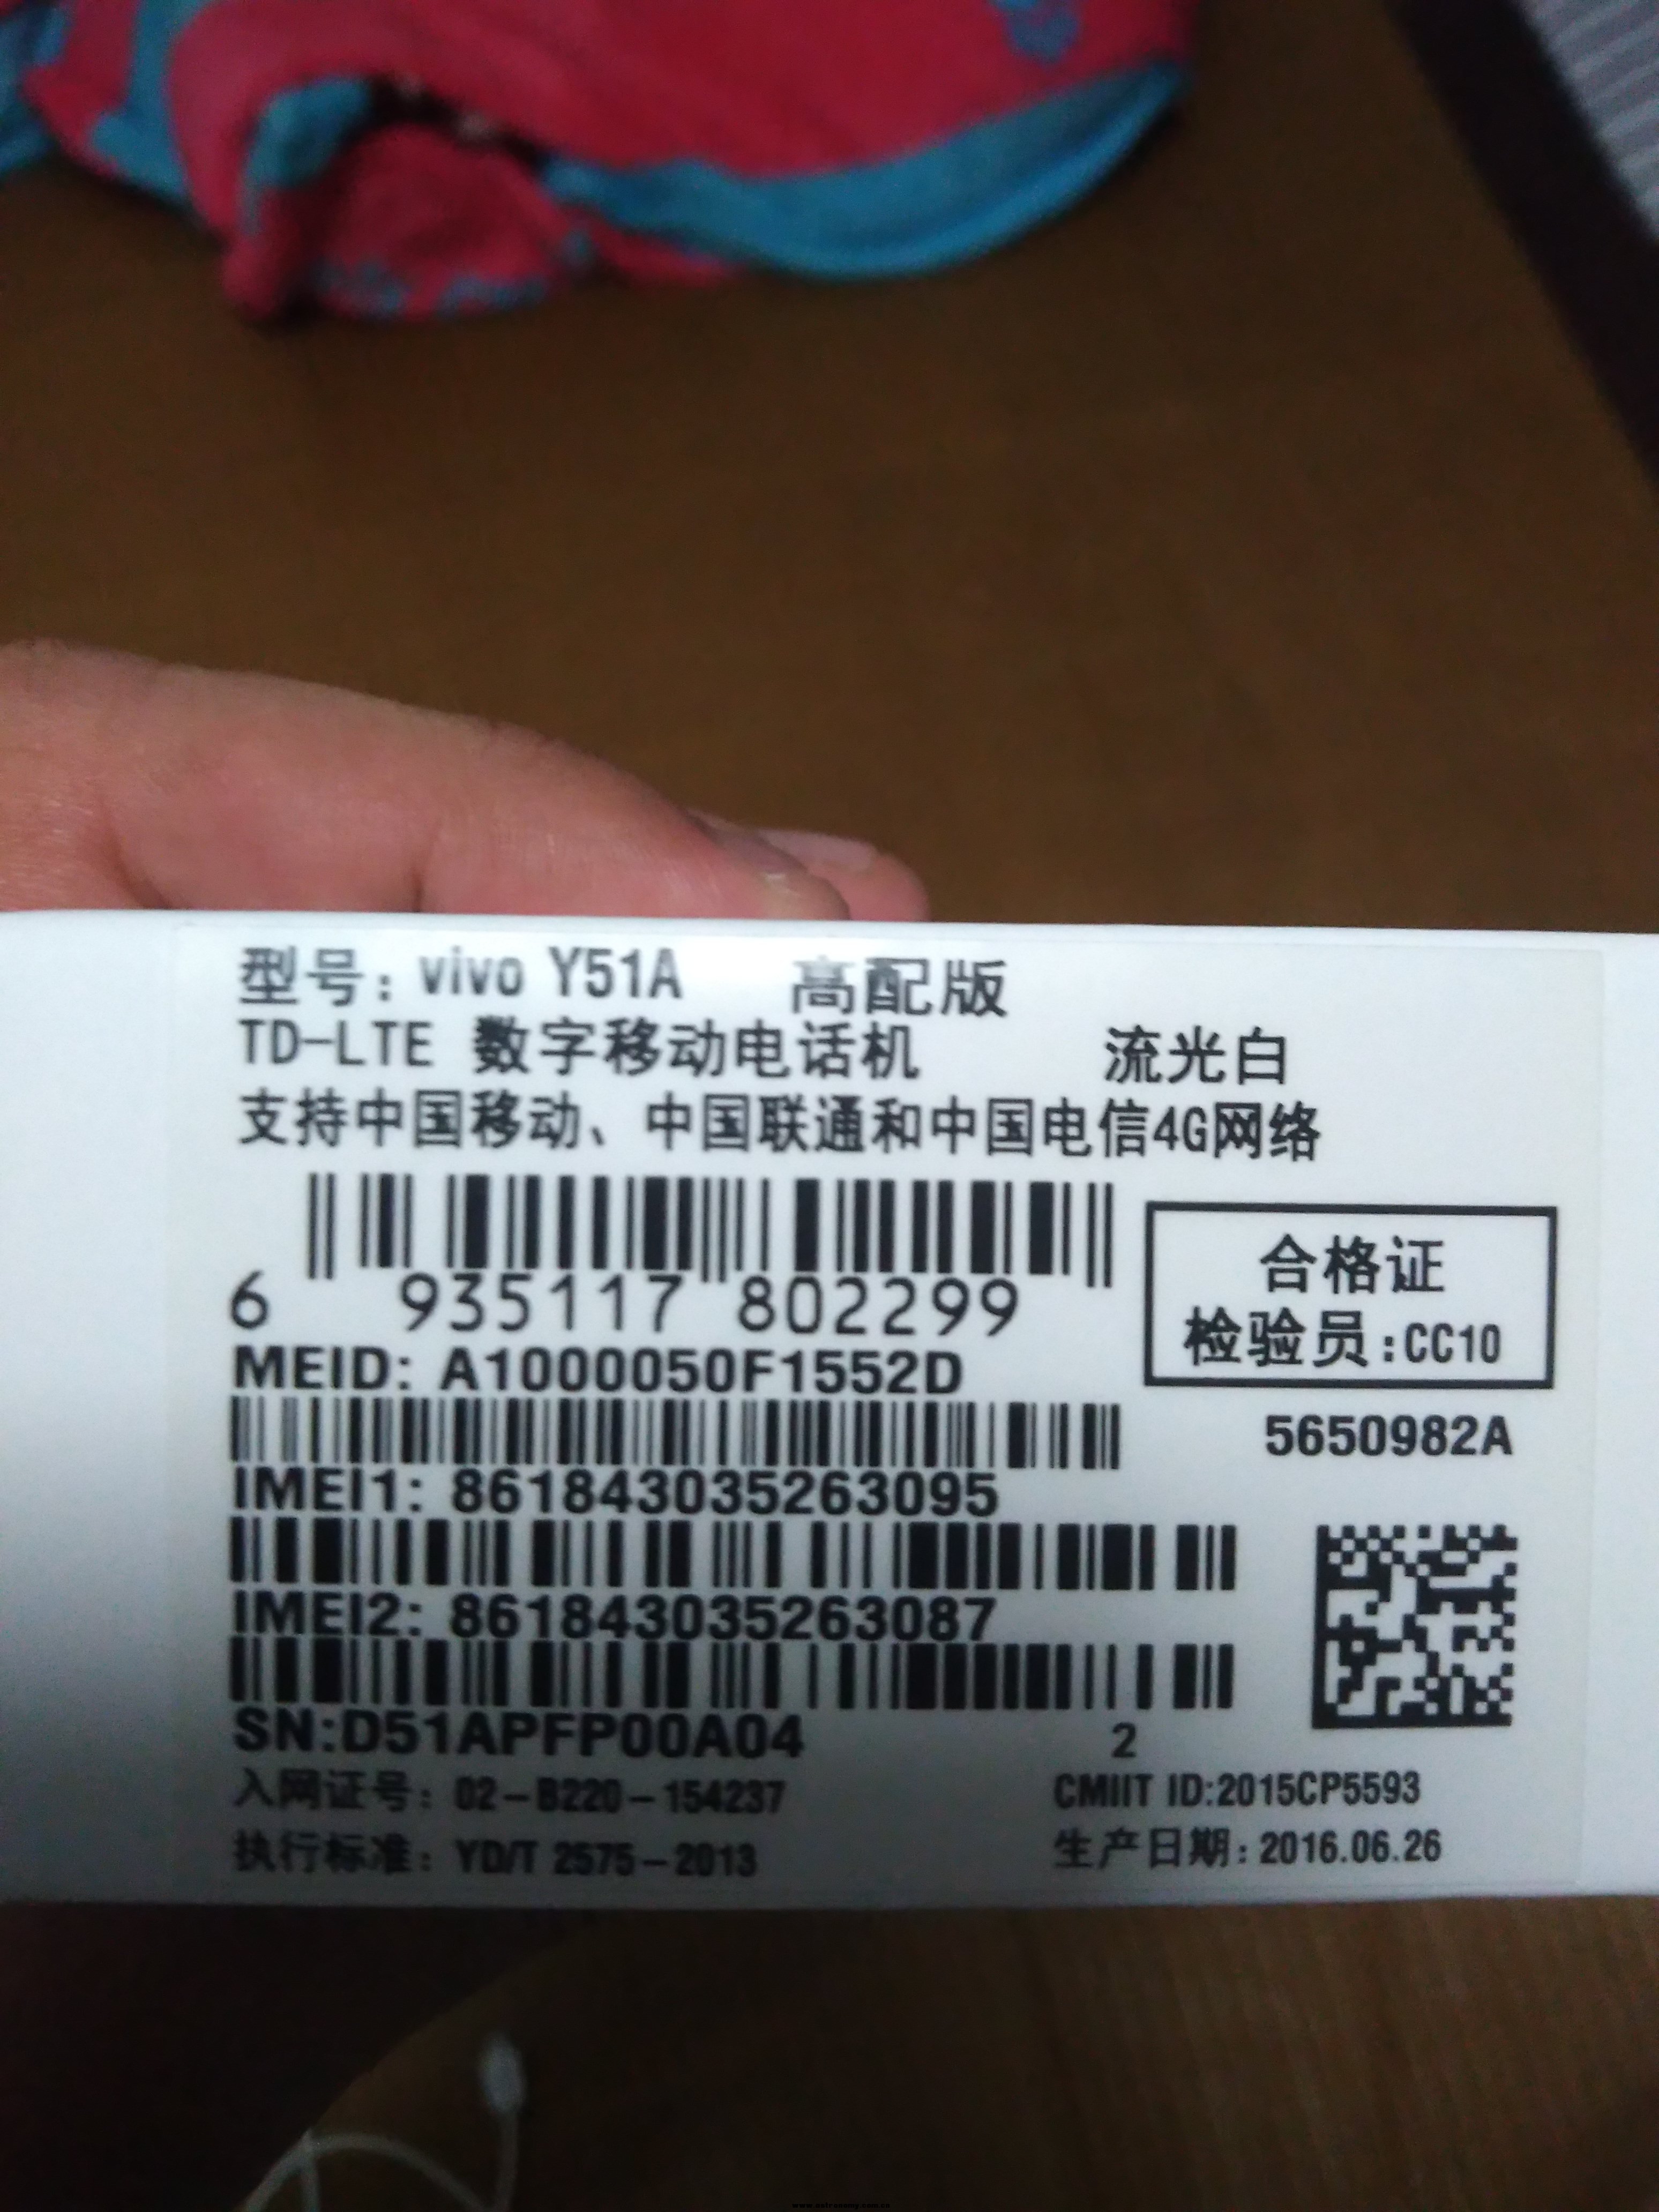 型号: vivo Y51A 高配版
TD-LTE 数字移动电话机 流光白
支持中国移动、中国联通和中国电信4G网络
6 935117 802299
合格证
检验员:CC10
MEID: A1000050F1552D
5650982A
IMEI1: 861843035263095
IMEI2: 861843035263087
SN:D51APFP00A04 2
入网证号: 02-B220-154237 CMIIT ID:2015CP5593
执行标准: YD/T 2575-2013 生产日期: 2016.06.26